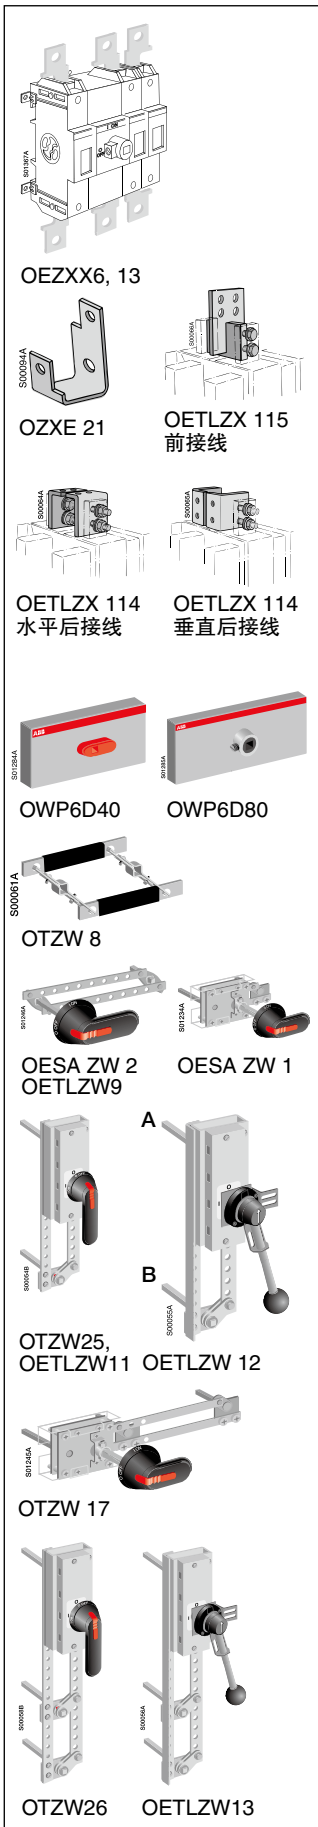 ON
OFF
S01367A
OEZXX6, 13
S00094A
S00066A
OZXE 21
OETLZX 115
前接线
S00064A
S00065A
OETLZX 114
水平后接线
OETLZX 114
垂直后接线
ABB
S01284A
ABB
S01285A
OWP6D40
OWP6D80
S00061A
OTZW 8
S01246A
S01234A
OESA ZW 2
OETLZW9
OESA ZW 1
A
B
S00054B
S00055A
OTZW25,
OETLZW11
OETLZW 12
S01245A
OTZW 17
S00058B
S00056A
OTZW26
OETLZW13